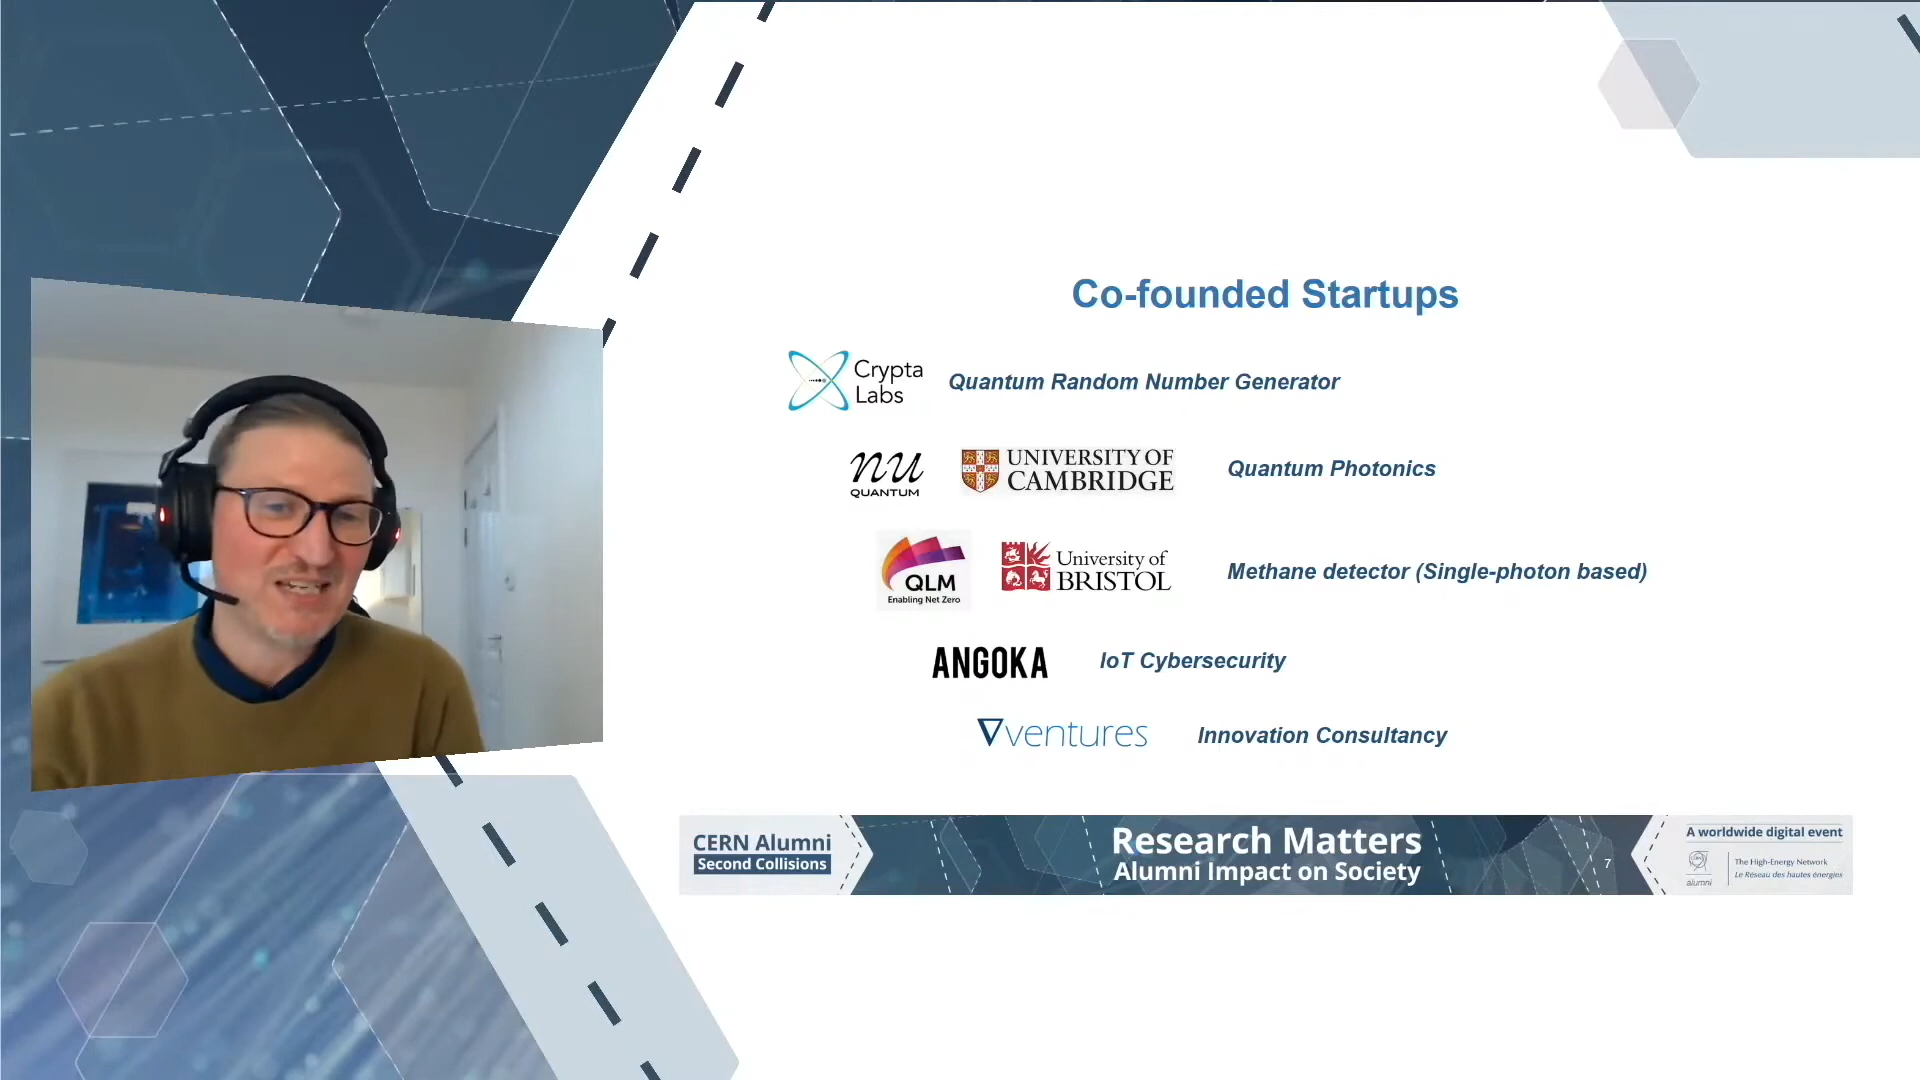 Co-founded Startups
Crypta
Labs
Quantum Random Number Generator
nu
QUANTUM
UNIVERSITY OF
CAMBRIDGE
Quantum Photonics
QLM
Enabling Net Zero
University of
BRISTOL
Methane detector (Single-photon based)
ANGOKA
IoT Cybersecurity
ventures
Innovation Consultancy
CERN Alumni
Second Collisions
Research Matters
Alumni Impact on Society
7
A worldwide digital event
alumni
The High-Energy Network
Le Réseau des hautes énergies